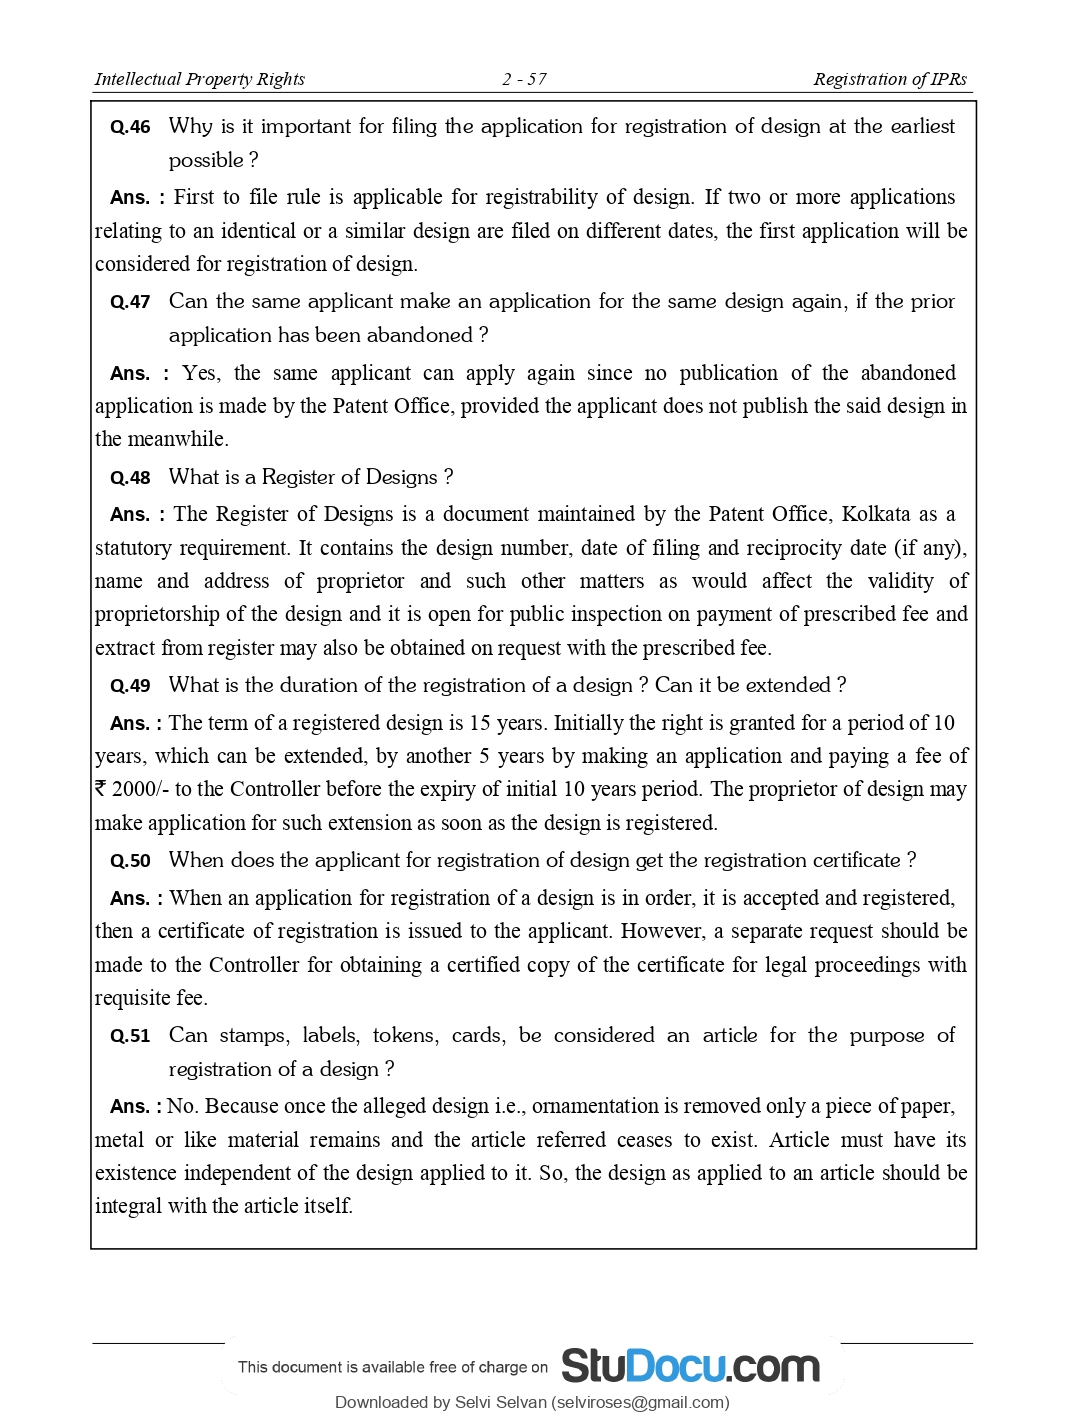 Intellectual Property Rights 2 - 57 Registration of IPRs
Q.46 Why is it important for filing the application for registration of design at the earliest
possible ?
Ans. : First to file rule is applicable for registrability of design. If two or more applications
relating to an identical or a similar design are filed on different dates, the first application will be
considered for registration of design.
Q.47 Can the same applicant make an application for the same design again, if the prior
application has been abandoned ?
Ans. : Yes, the same applicant can apply again since no publication of the abandoned
application is made by the Patent Office, provided the applicant does not publish the said design in
the meanwhile.
Q.48 What is a Register of Designs ?
Ans. : The Register of Designs is a document maintained by the Patent Office, Kolkata as a
statutory requirement. It contains the design number, date of filing and reciprocity date (if any),
name and address of proprietor and such other matters as would affect the validity of
proprietorship of the design and it is open for public inspection on payment of prescribed fee and
extract from register may also be obtained on request with the prescribed fee.
Q.49 What is the duration of the registration of a design ? Can it be extended ?
Ans. : The term of a registered design is 15 years. Initially the right is granted for a period of 10
years, which can be extended, by another 5 years by making an application and paying a fee of
₹ 2000/- to the Controller before the expiry of initial 10 years period. The proprietor of design may
make application for such extension as soon as the design is registered.
Q.50 When does the applicant for registration of design get the registration certificate ?
Ans. : When an application for registration of a design is in order, it is accepted and registered,
then a certificate of registration is issued to the applicant. However, a separate request should be
made to the Controller for obtaining a certified copy of the certificate for legal proceedings with
requisite fee.
Q.51 Can stamps, labels, tokens, cards, be considered an article for the purpose of
registration of a design ?
Ans. : No. Because once the alleged design i.e., ornamentation is removed only a piece of paper,
metal or like material remains and the article referred ceases to exist. Article must have its
existence independent of the design applied to it. So, the design as applied to an article should be
integral with the article itself.
This document is available free of charge on StuDocu.com
Downloaded by Selvi Selvan (selviroses@gmail.com)